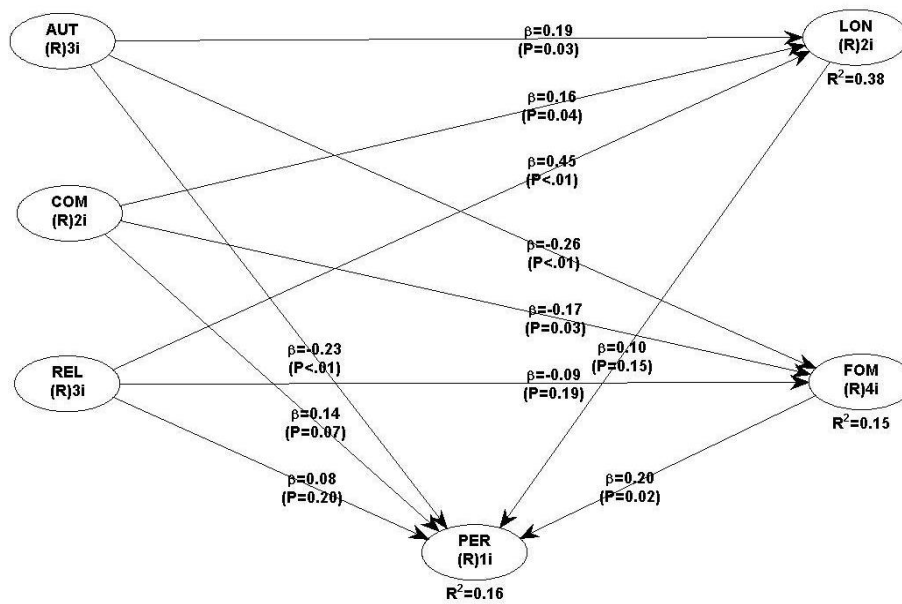 AUT
(R)3i
β=0.19
(P=0.03)
LON
(R)2i
R²=0.38
β=0.16
(P=0.04)
β=0.45
(P<.01)
COM
(R)2i
β=-0.26
(P<.01)
β=-0.17
(P=0.03)
β=-0.23
(P<.01)
β=0.10
(P=0.15)
REL
(R)3i
β=-0.09
(P=0.19)
FOM
(R)4i
R²=0.15
β=0.14
(P=0.07)
β=0.08
(P=0.20)
β=0.20
(P=0.02)
PER
(R)1i
R²=0.16